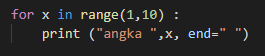 for x in range(1,10) :
    print ("angka ",x, end=" ")